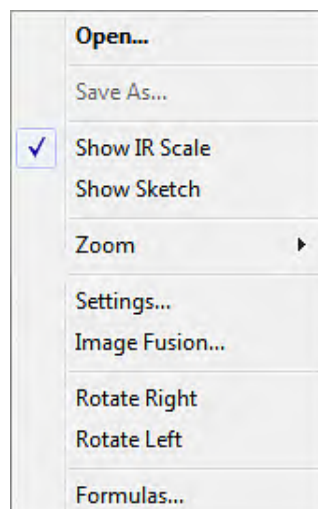 Open...
Save As...
Show IR Scale
Show Sketch
Zoom
Settings...
Image Fusion...
Rotate Right
Rotate Left
Formulas...